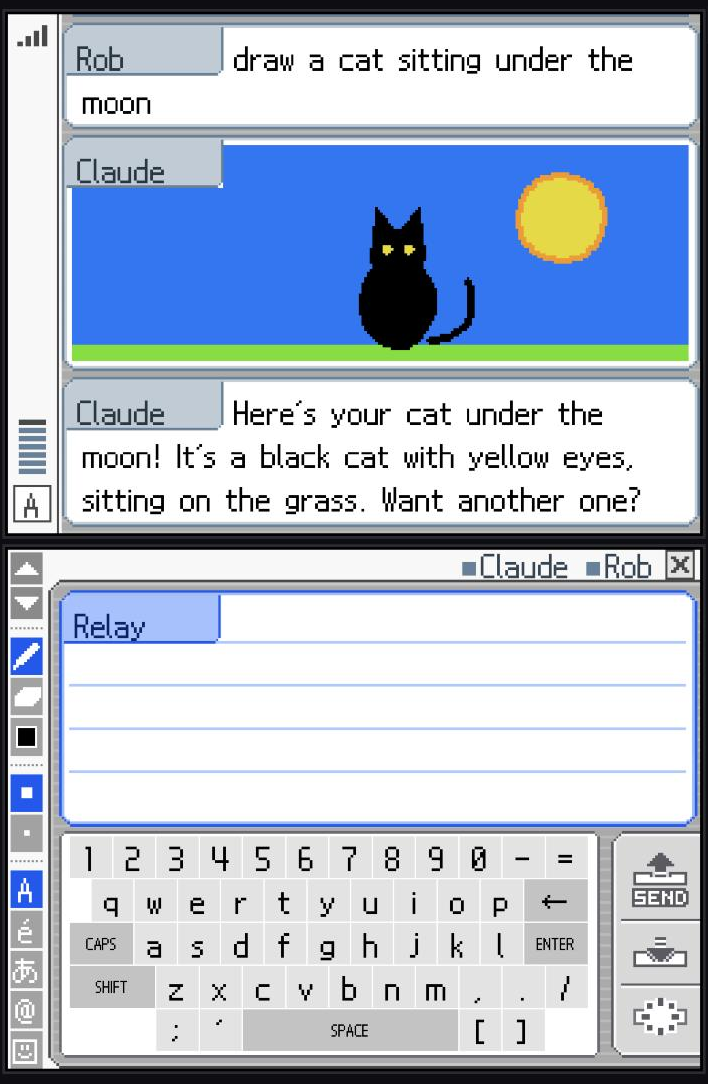 Rob draw a cat sitting under the
moon
Claude
Claude Here's your cat under the
moon! It's a black cat with yellow eyes,
sitting on the grass. Want another one?
A
Claude Rob
Relay
1 2 3 4 5 6 7 8 9 0 - =
q w e r t y u i o p ←
CAPS a s d f g h j k l ENTER
SHIFT z x c v b n m , . /
; ´ SPACE [ ]
SEND
A
é
あ
@